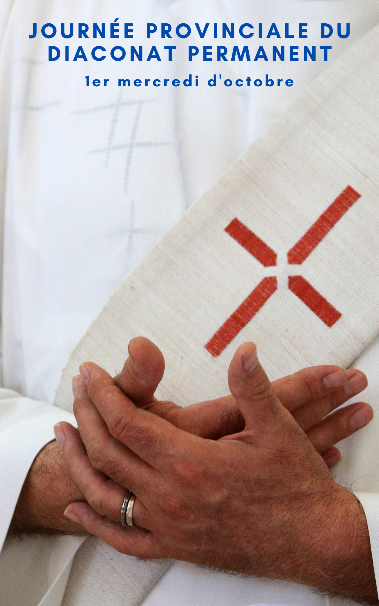 JOURNÉE PROVINCIALE DU
DIACONAT PERMANENT
1er mercredi d'octobre